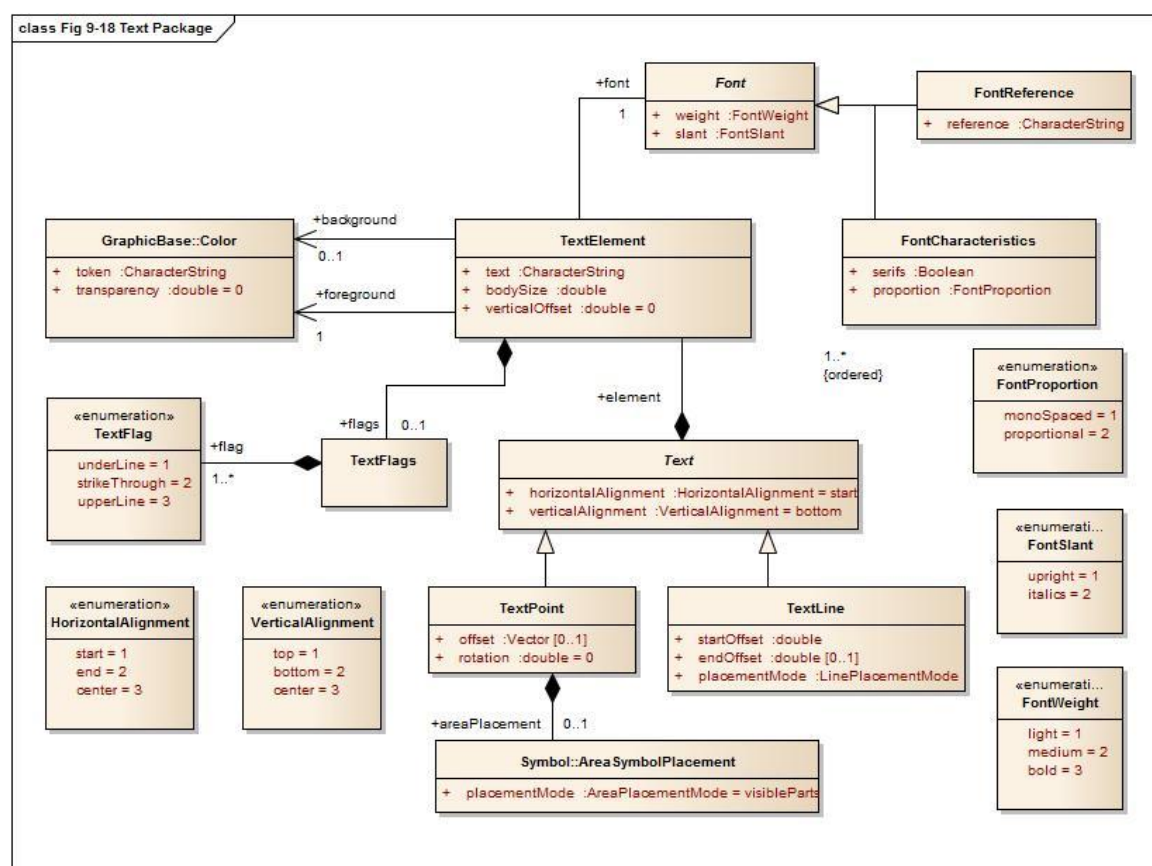 class Fig 9-18 Text Package
Font
+ weight :FontWeight
+ slant :FontSlant
FontReference
+ reference :CharacterString
+font
1
GraphicBase::Color
+ token :CharacterString
+ transparency :double = 0
+background
0..1
+foreground
1
TextElement
+ text :CharacterString
+ bodySize :double
+ verticalOffset :double = 0
FontCharacteristics
+ serifs :Boolean
+ proportion :FontProportion
1..*
{ordered}
«enumeration»
FontProportion
monoSpaced = 1
proportional = 2
«enumeration»
TextFlag
underLine = 1
strikeThrough = 2
upperLine = 3
+flag
1..*
+flags
0..1
TextFlags
+element
Text
+ horizontalAlignment :HorizontalAlignment = start
+ verticalAlignment :VerticalAlignment = bottom
«enumerati...
FontSlant
upright = 1
italics = 2
«enumeration»
HorizontalAlignment
start = 1
end = 2
center = 3
«enumeration»
VerticalAlignment
top = 1
bottom = 2
center = 3
TextPoint
+ offset :Vector [0..1]
+ rotation :double = 0
TextLine
+ startOffset :double
+ endOffset :double [0..1]
+ placementMode :LinePlacementMode
«enumerati...
FontWeight
light = 1
medium = 2
bold = 3
+areaPlacement
0..1
Symbol::AreaSymbolPlacement
+ placementMode :AreaPlacementMode = visibleParts